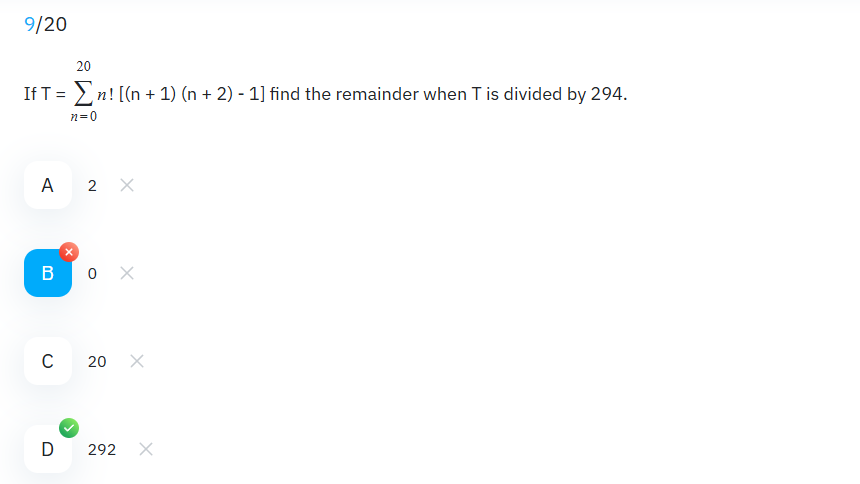 9/20
20
If T = ∑ n! [(n + 1) (n + 2) - 1] find the remainder when T is divided by 294.
n=0
A 2 ×
B 0 ×
C 20 ×
D 292 ×